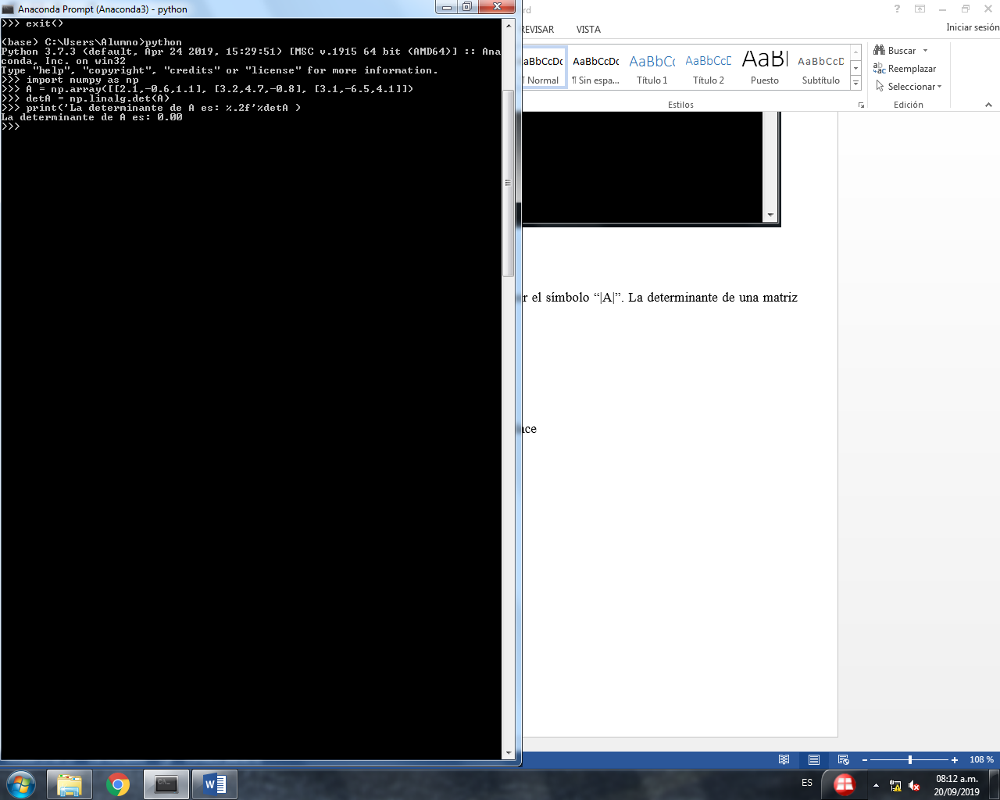 Anaconda Prompt (Anaconda3) - python
>>> exit()
(base) C:\Users\Alumno>python
Python 3.7.3 (default, Apr 24 2019, 15:29:51) [MSC v.1915 64 bit (AMD64)] :: Ana
conda, Inc. on win32
Type "help", "copyright", "credits" or "license" for more information.
>>> import numpy as np
>>> A = np.array([[2.1,-0.6,1.1], [3.2,4.7,-0.8], [3.1,-6.5,4.1]])
>>> detA = np.linalg.det(A)
>>> print('La determinante de A es: %.2f'%detA )
La determinante de A es: 0.00
>>>
rd
Iniciar sesión
REVISAR VISTA
AaBbCcDc AaBbCcDc AaBbC AaBbCcD AaB AaBbCcD
¶ Normal ¶ Sin espa... Título 1 Título 2 Puesto Subtítulo
Estilos
Buscar
Reemplazar
Seleccionar
Edición
r el símbolo “|A|”. La determinante de una matriz
ace
108 %
ES
08:12 a.m.
20/09/2019